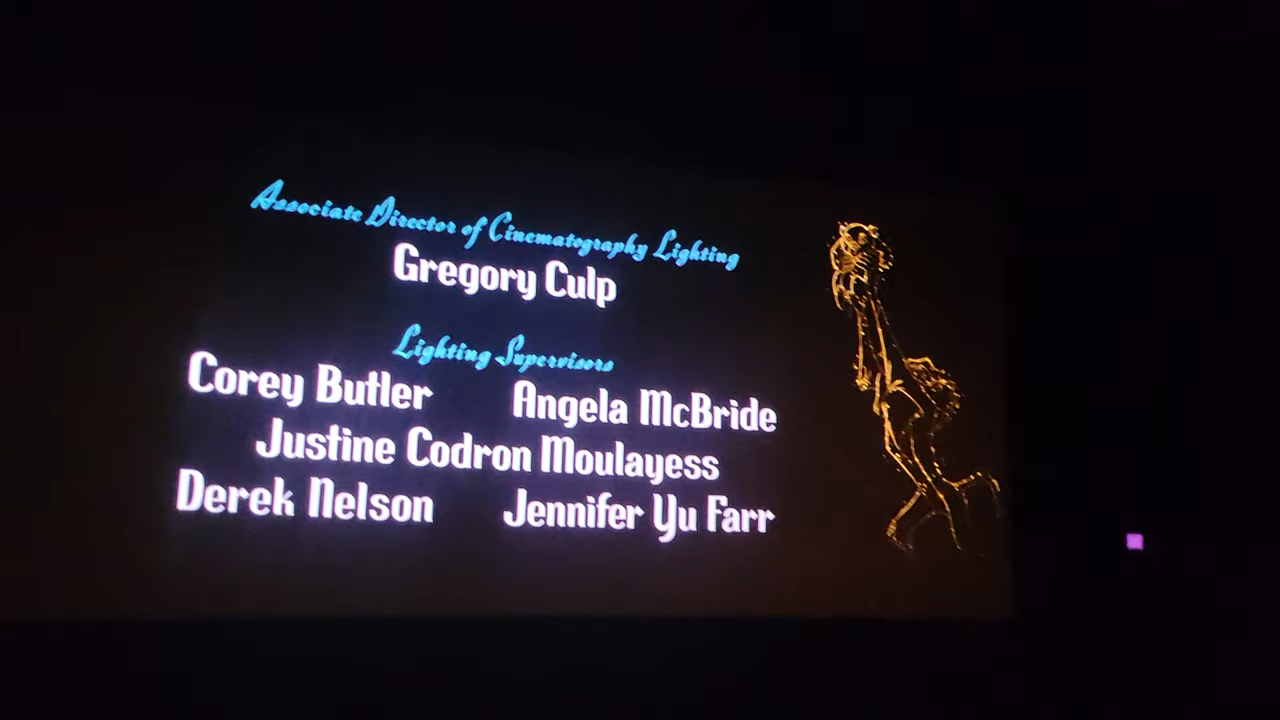 Associate Director of Cinematography Lighting
Gregory Culp
Lighting Supervisors
Corey Butler Angela McBride
Justine Codron Moulayess
Derek Nelson Jennifer Yu Farr